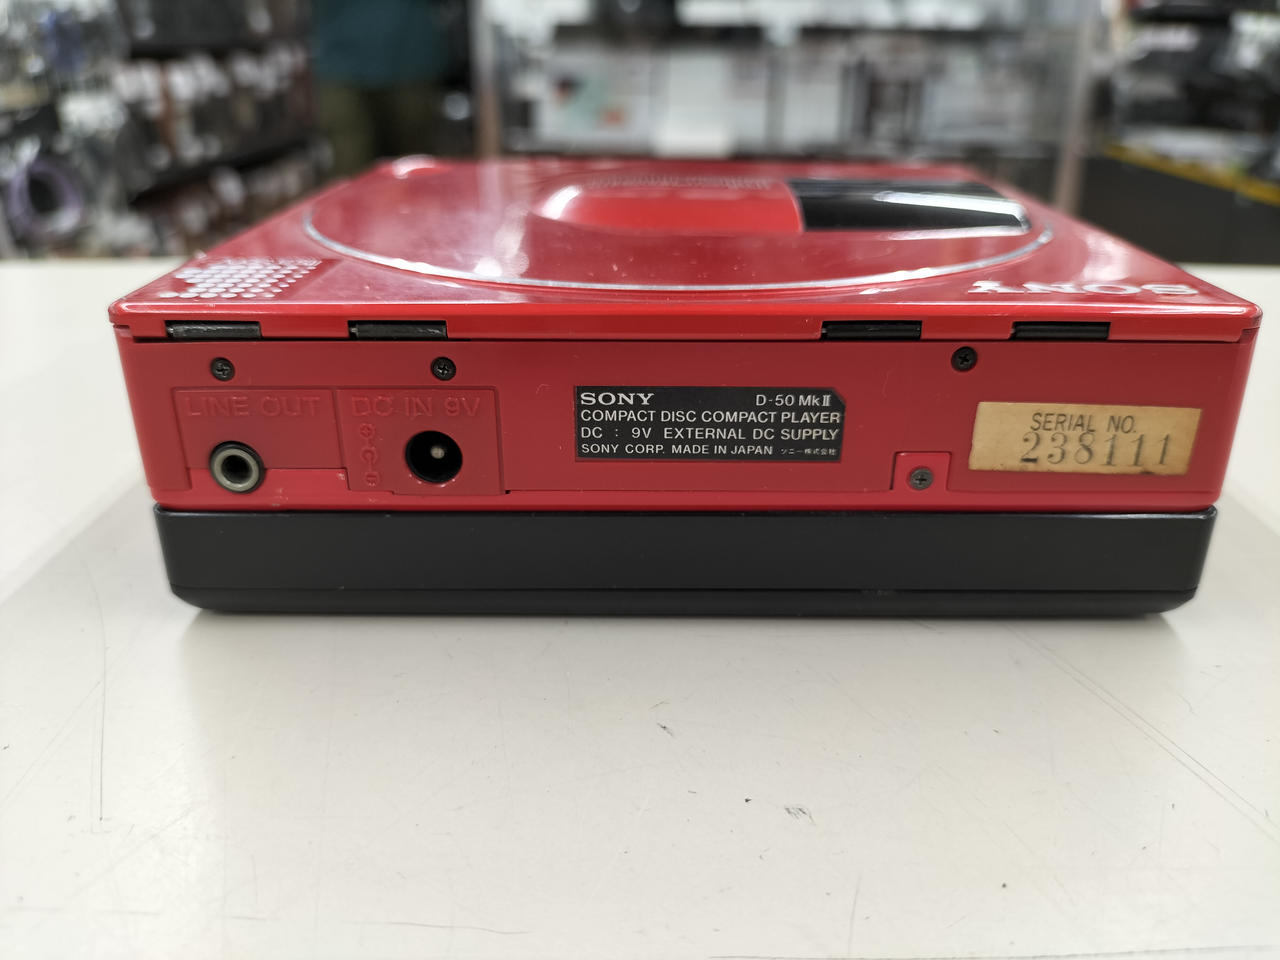 SONY
LINE OUT
DC IN 9V
SONY D-50 MkII
COMPACT DISC COMPACT PLAYER
DC : 9V EXTERNAL DC SUPPLY
SONY CORP. MADE IN JAPAN ソニー株式会社
SERIAL NO.
238111